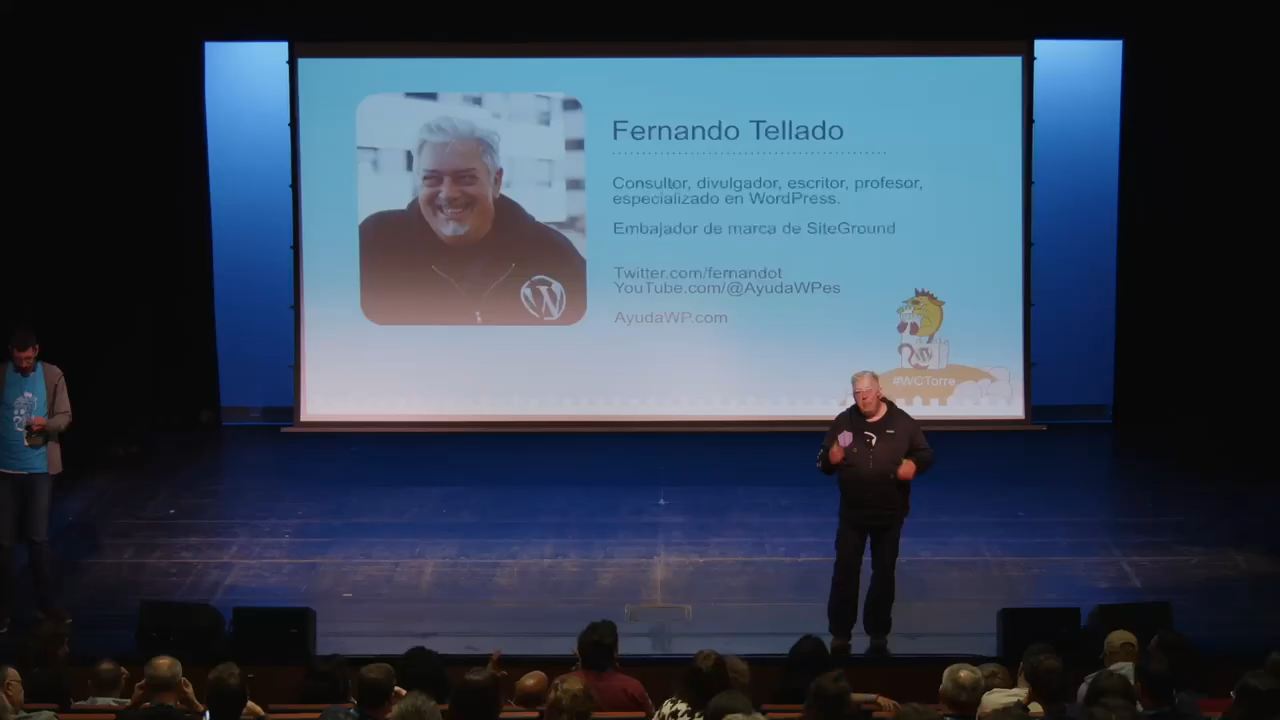 Fernando Tellado
Consultor, divulgador, escritor, profesor,
especializado en WordPress.
Embajador de marca de SiteGround
Twitter.com/fernandot
YouTube.com/@AyudaWPes
AyudaWP.com
#WCTorre